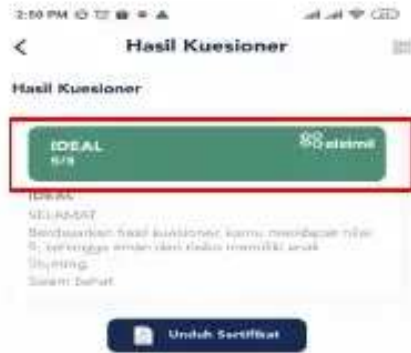 2:50 PM
Hasil Kuesioner
Hasil Kuesioner
IDEAL
elsimil
IDEAL
SELAMAT
Berdasarkan hasil kuesioner, kamu mendapat nilai
sehingga aman dari risiko memiliki anak
Stunting.
Salam Sehat
Unduh Sertifikat